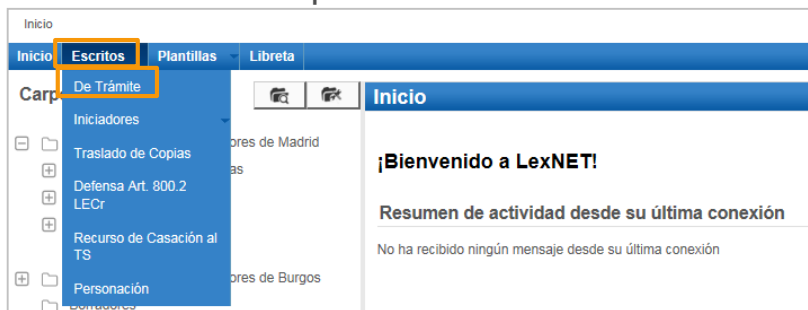 Inicio
Inicio Escritos Plantillas Libreta
Carp
De Trámite
Iniciadores
Traslado de Copias
Defensa Art. 800.2
LECr
Recurso de Casación al
TS
Personación
ores de Madrid
as
ores de Burgos
Borradores
Inicio
¡Bienvenido a LexNET!
Resumen de actividad desde su última conexión
No ha recibido ningún mensaje desde su última conexión